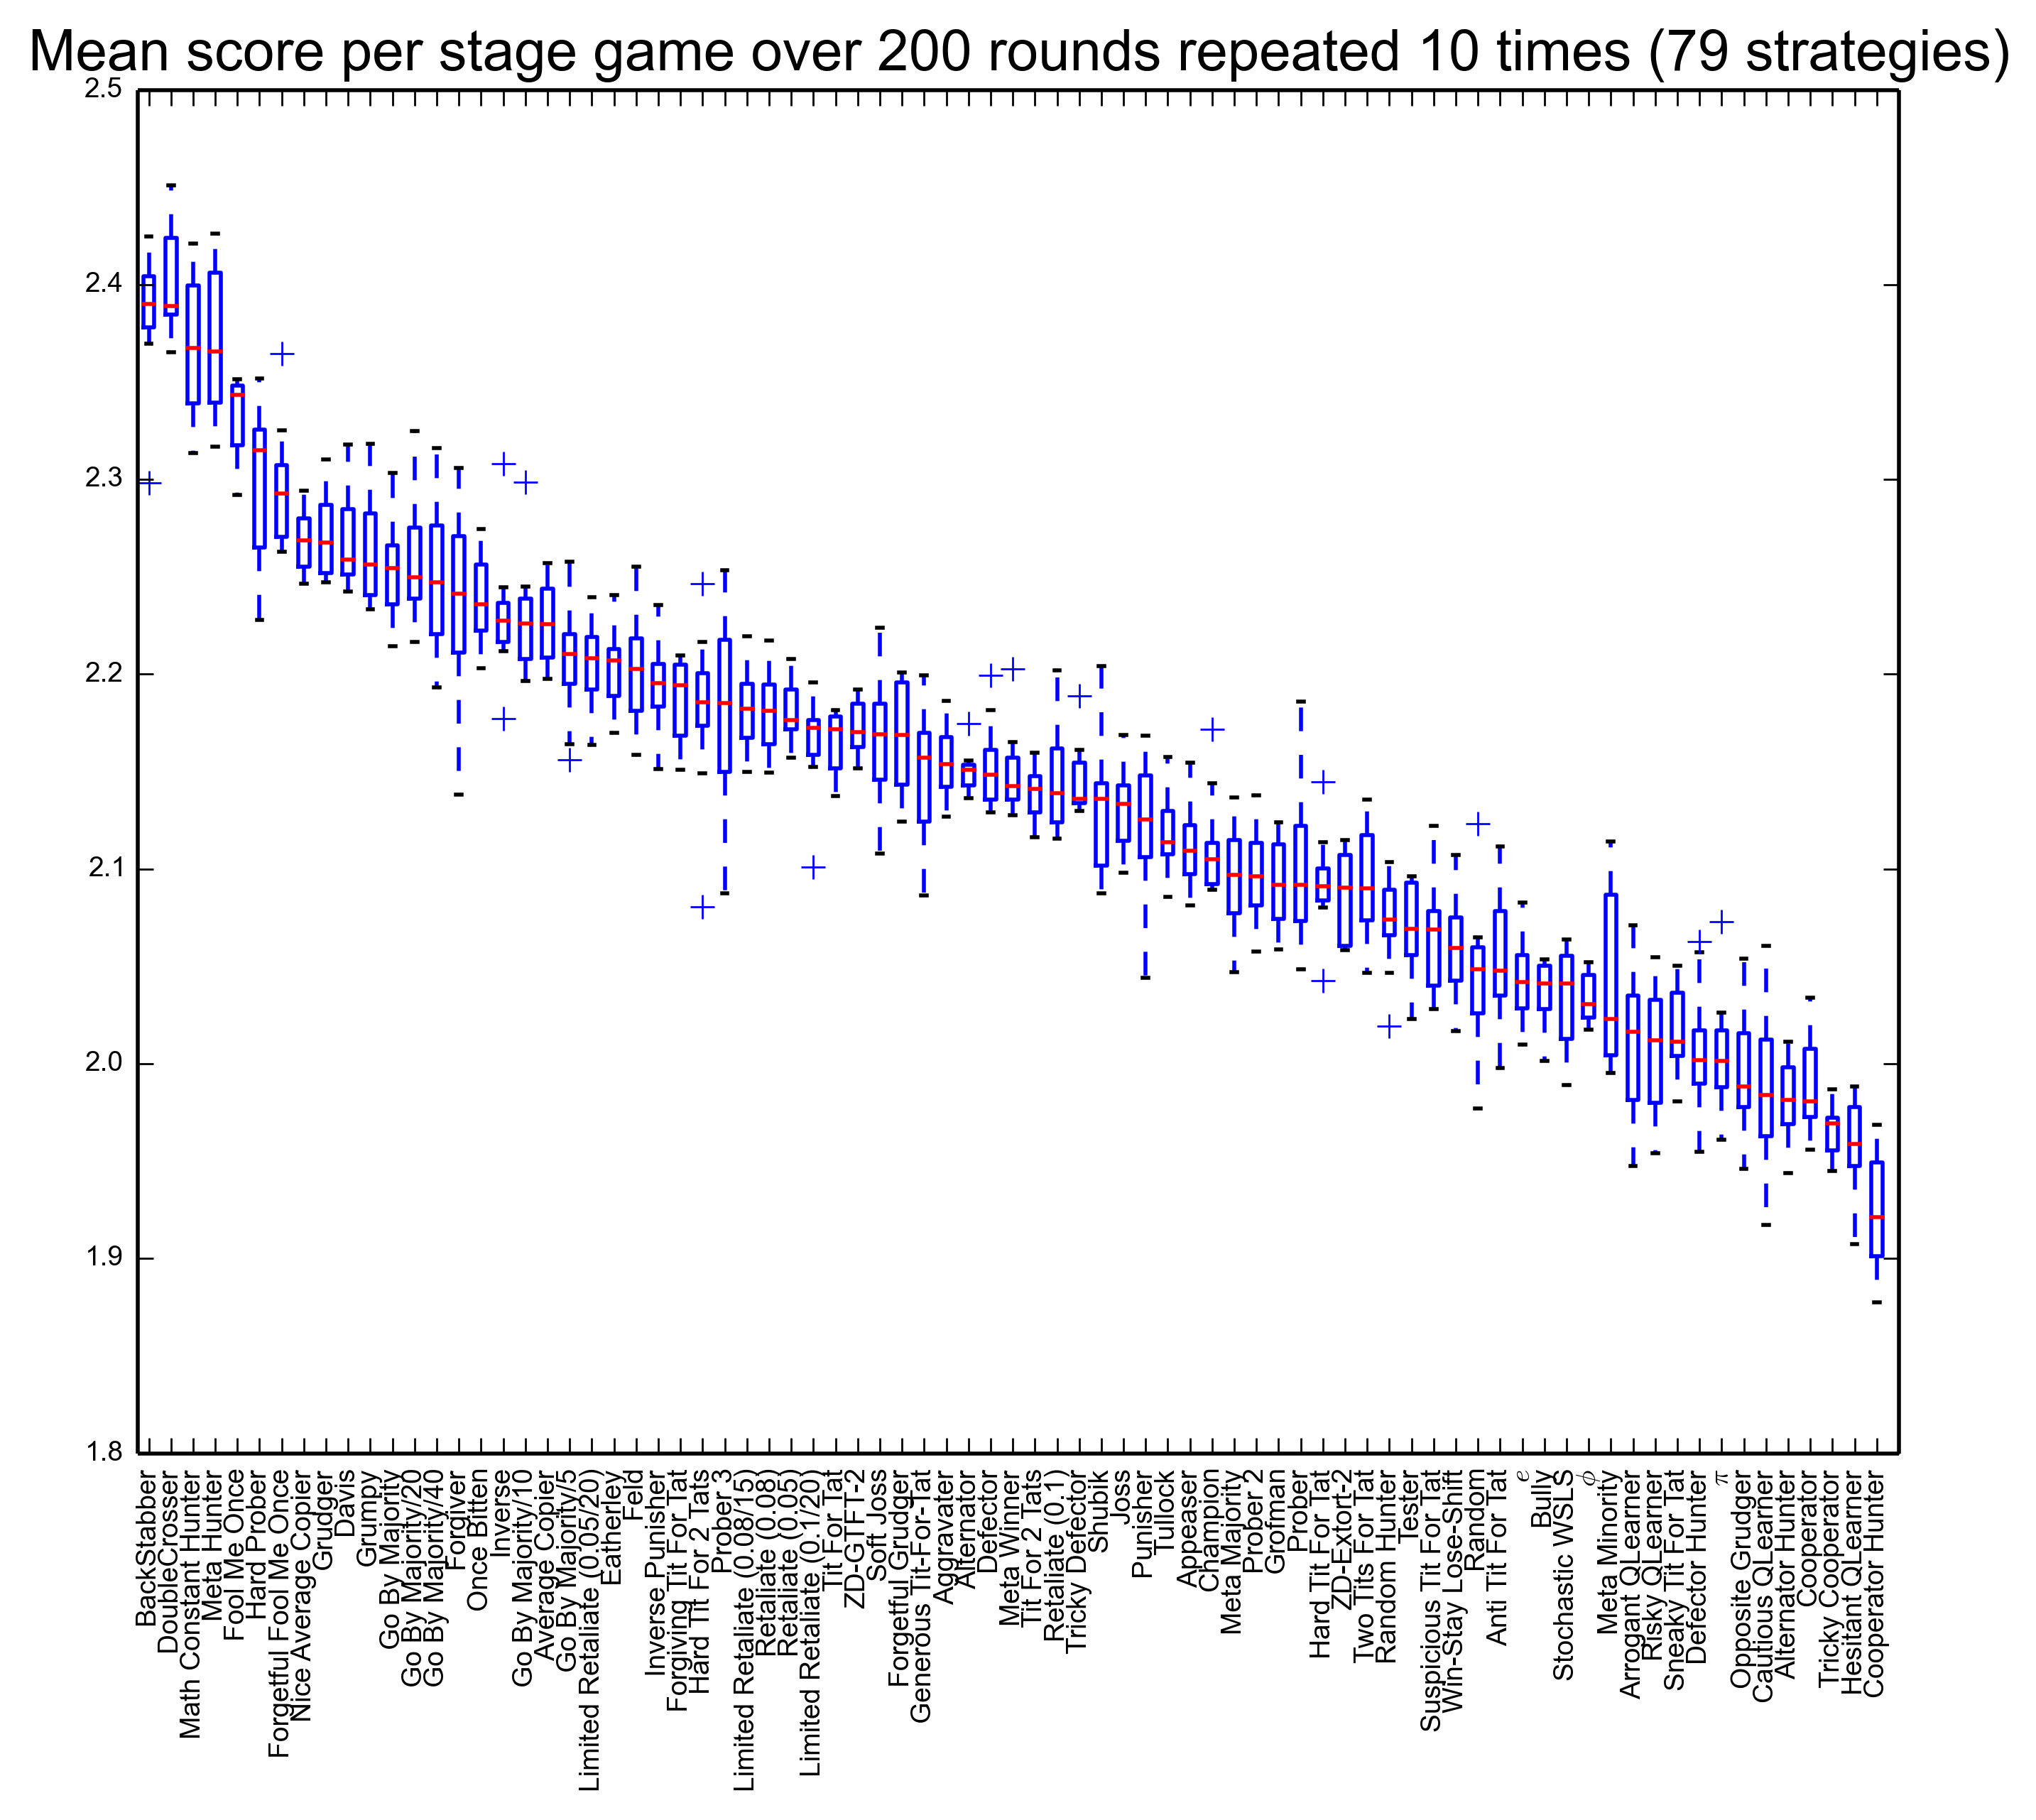 Mean score per stage game over 200 rounds repeated 10 times (79 strategies)
2.5
2.4
2.3
2.2
2.1
2.0
1.9
1.8
BackStabber
DoubleCrosser
Math Constant Hunter
Meta Hunter
Fool Me Once
Hard Prober
Forgetful Fool Me Once
Nice Average Copier
Grudger
Davis
Grumpy
Go By Majority
Go By Majority/20
Go By Majority/40
Forgiver
Once Bitten
Inverse
Go By Majority/10
Average Copier
Go By Majority/5
Limited Retaliate (0.05/20)
Eatherley
Feld
Inverse Punisher
Forgiving Tit For Tat
Hard Tit For 2 Tats
Prober 3
Limited Retaliate (0.08/15)
Retaliate (0.08)
Retaliate (0.05)
Limited Retaliate (0.1/20)
Tit For Tat
ZD-GTFT-2
Soft Joss
Forgetful Grudger
Generous Tit-For-Tat
Aggravater
Alternator
Defector
Meta Winner
Tit For 2 Tats
Retaliate (0.1)
Tricky Defector
Shubik
Joss
Punisher
Tullock
Appeaser
Champion
Meta Majority
Prober 2
Grofman
Prober
Hard Tit For Tat
ZD-Extort-2
Two Tits For Tat
Random Hunter
Tester
Suspicious Tit For Tat
Win-Stay Lose-Shift
Random
Anti Tit For Tat
e
Bully
Stochastic WSLS
ϕ
Meta Minority
Arrogant QLearner
Risky QLearner
Sneaky Tit For Tat
Defector Hunter
π
Opposite Grudger
Cautious QLearner
Alternator Hunter
Cooperator
Tricky Cooperator
Hesitant QLearner
Cooperator Hunter